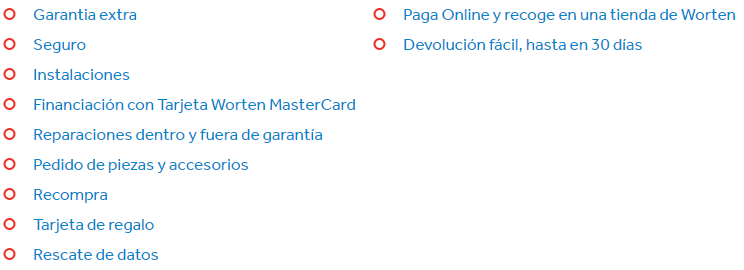 Garantia extra
Seguro
Instalaciones
Financiación con Tarjeta Worten MasterCard
Reparaciones dentro y fuera de garantía
Pedido de piezas y accesorios
Recompra
Tarjeta de regalo
Rescate de datos
Paga Online y recoge en una tienda de Worten
Devolución fácil, hasta en 30 días